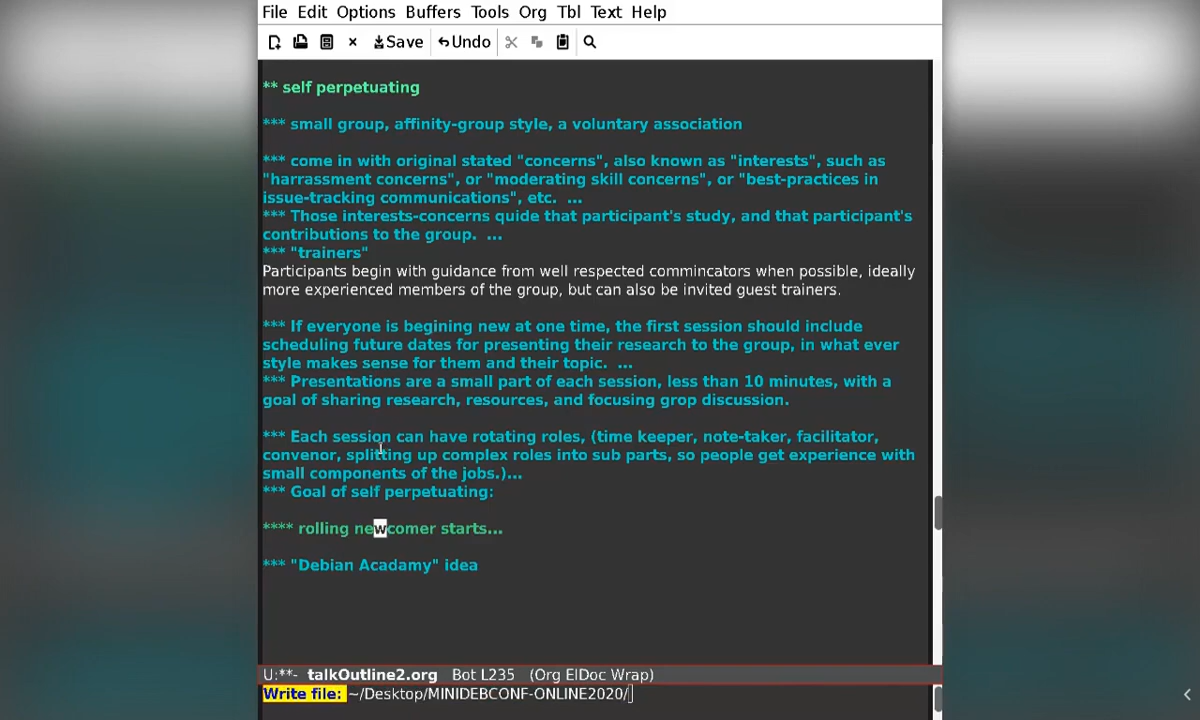 File Edit Options Buffers Tools Org Tbl Text Help
Save Undo
** self perpetuating
*** small group, affinity-group style, a voluntary association
*** come in with original stated "concerns", also known as "interests", such as
"harrassment concerns", or "moderating skill concerns", or "best-practices in
issue-tracking communications", etc. ...
*** Those interests-concerns quide that participant's study, and that participant's
contributions to the group. ...
*** "trainers"
Participants begin with guidance from well respected commincators when possible, ideally
more experienced members of the group, but can also be invited guest trainers.
*** If everyone is begining new at one time, the first session should include
scheduling future dates for presenting their research to the group, in what ever
style makes sense for them and their topic. ...
*** Presentations are a small part of each session, less than 10 minutes, with a
goal of sharing research, resources, and focusing grop discussion.
*** Each session can have rotating roles, (time keeper, note-taker, facilitator,
convenor, splitting up complex roles into sub parts, so people get experience with
small components of the jobs.)...
*** Goal of self perpetuating:
**** rolling newcomer starts...
*** "Debian Acadamy" idea
U:**- talkOutline2.org Bot L235 (Org ElDoc Wrap)
Write file: ~/Desktop/MINIDEBCONF-ONLINE2020/